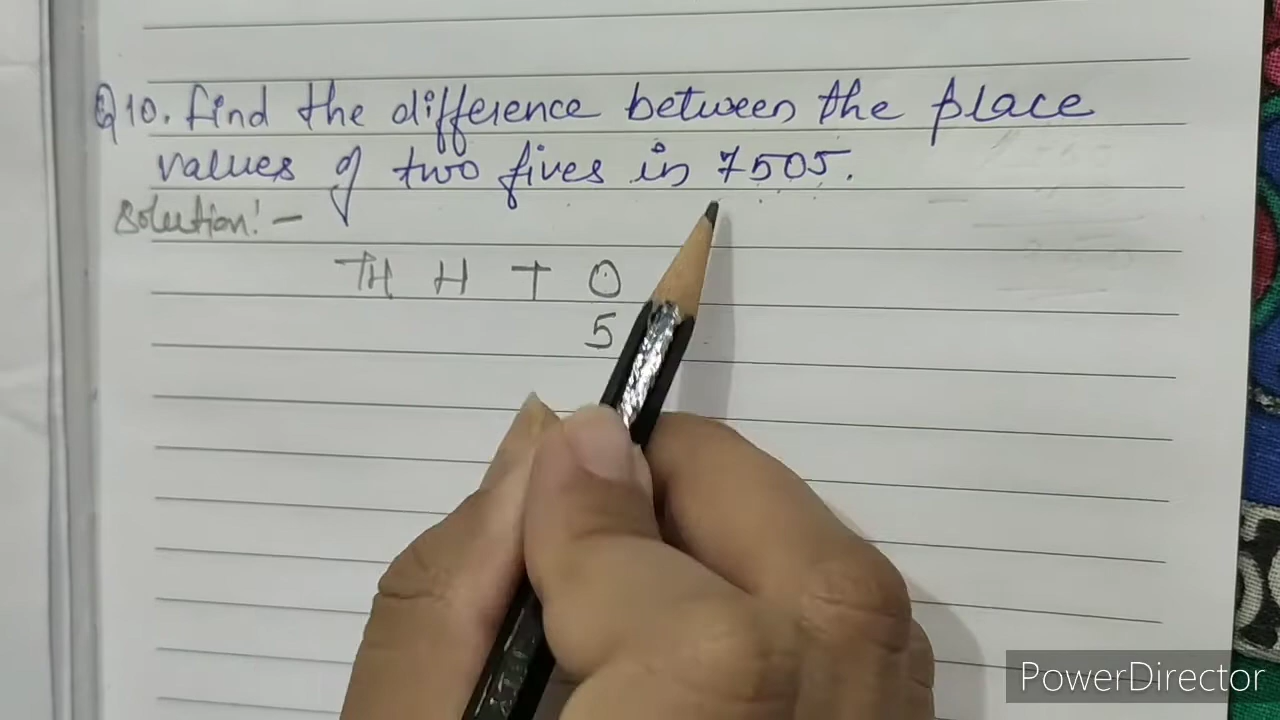 Q10. Find the difference between the place
values of two fives in 7505.
Solution:-
TH H T O
5
PowerDirector